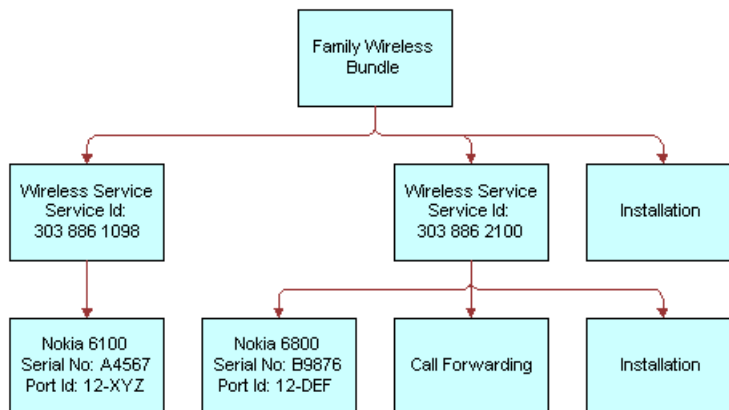 Family Wireless
Bundle
Wireless Service
Service Id:
303 886 1098
Wireless Service
Service Id:
303 886 2100
Installation
Nokia 6100
Serial No: A4567
Port Id: 12-XYZ
Nokia 6800
Serial No: B9876
Port Id: 12-DEF
Call Forwarding
Installation